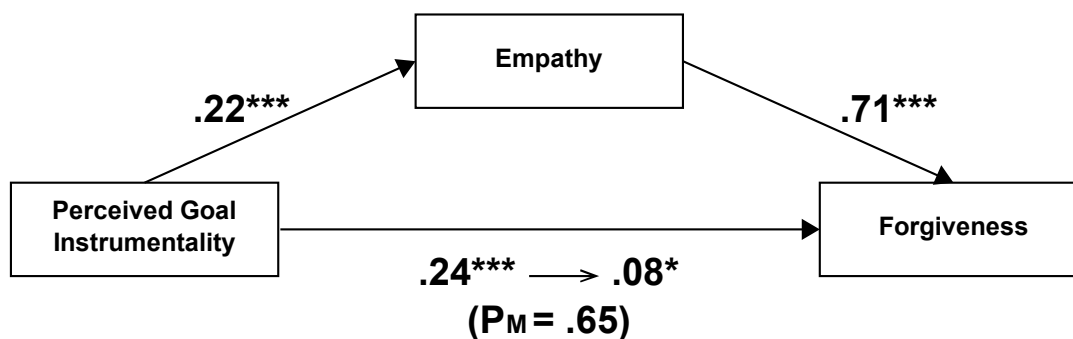 Empathy
.22***
.71***
Perceived Goal
Instrumentality
Forgiveness
.24*** → .08*
(PM = .65)